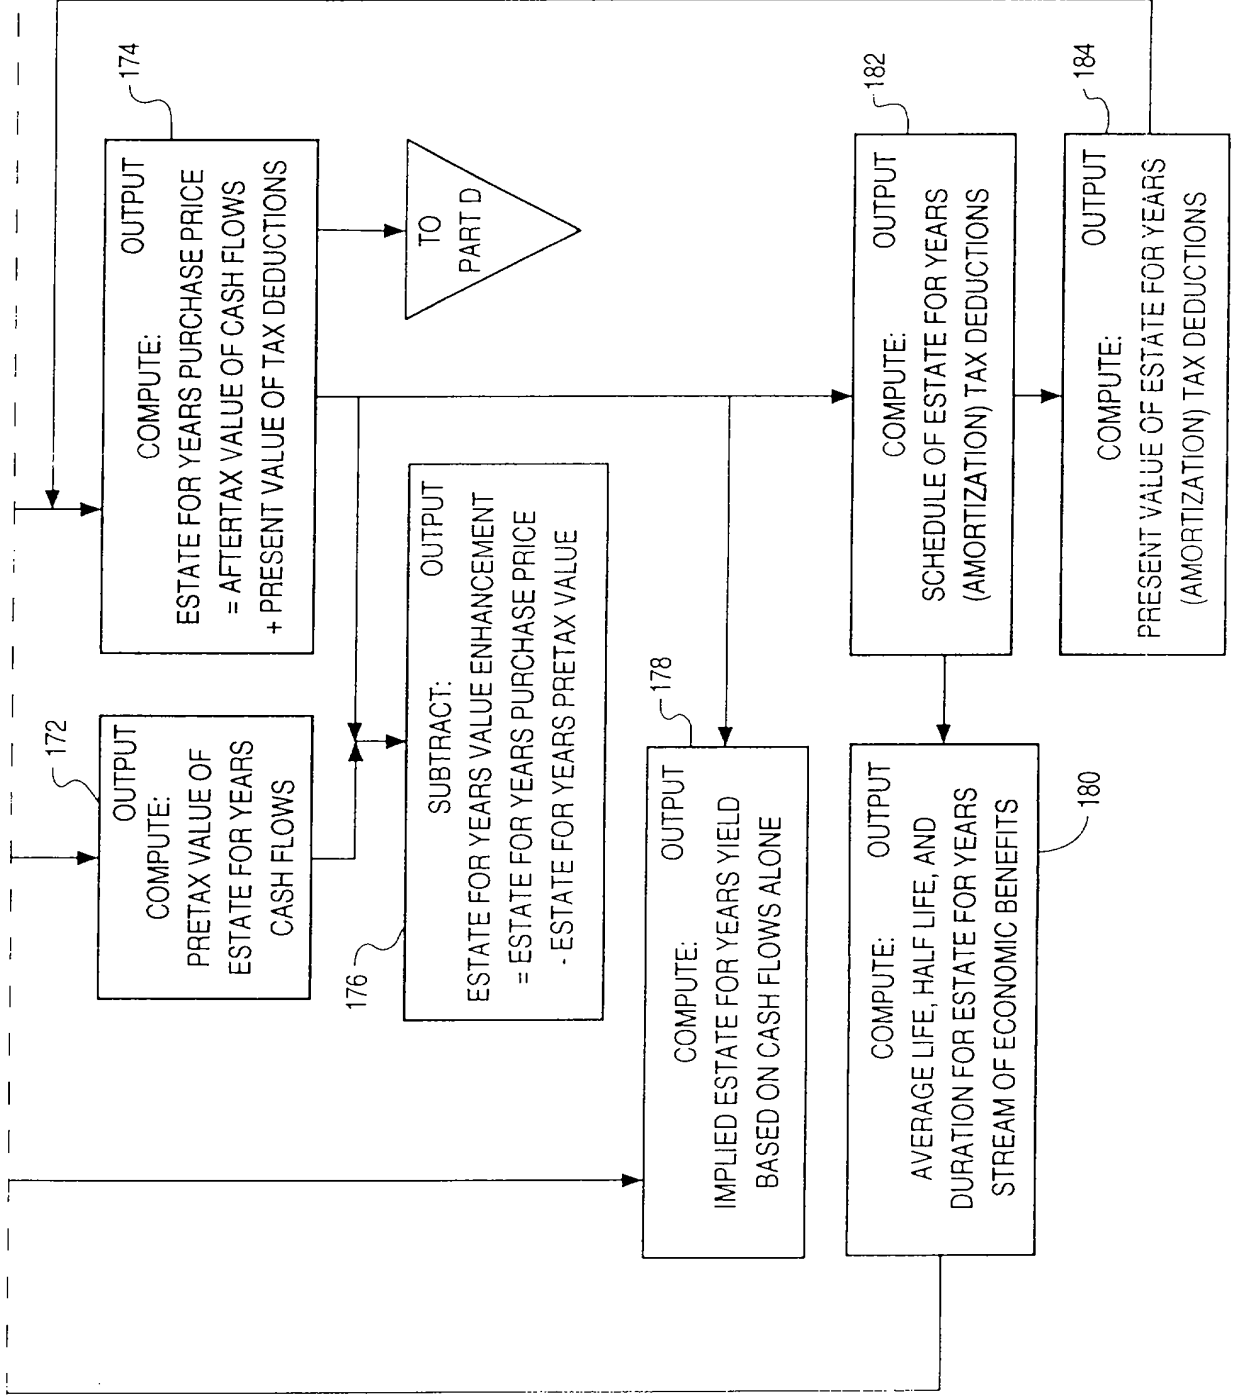 172
OUTPUT
COMPUTE:
PRETAX VALUE OF
ESTATE FOR YEARS
CASH FLOWS
174
COMPUTE: OUTPUT
ESTATE FOR YEARS PURCHASE PRICE
= AFTERTAX VALUE OF CASH FLOWS
+ PRESENT VALUE OF TAX DEDUCTIONS
176
SUBTRACT: OUTPUT
ESTATE FOR YEARS VALUE ENHANCEMENT
= ESTATE FOR YEARS PURCHASE PRICE
- ESTATE FOR YEARS PRETAX VALUE
TO
PART D
178
COMPUTE: OUTPUT
IMPLIED ESTATE FOR YEARS YIELD
BASED ON CASH FLOWS ALONE
180
COMPUTE: OUTPUT
AVERAGE LIFE, HALF LIFE, AND
DURATION FOR ESTATE FOR YEARS
STREAM OF ECONOMIC BENEFITS
182
COMPUTE: OUTPUT
SCHEDULE OF ESTATE FOR YEARS
(AMORTIZATION) TAX DEDUCTIONS
184
COMPUTE: OUTPUT
PRESENT VALUE OF ESTATE FOR YEARS
(AMORTIZATION) TAX DEDUCTIONS